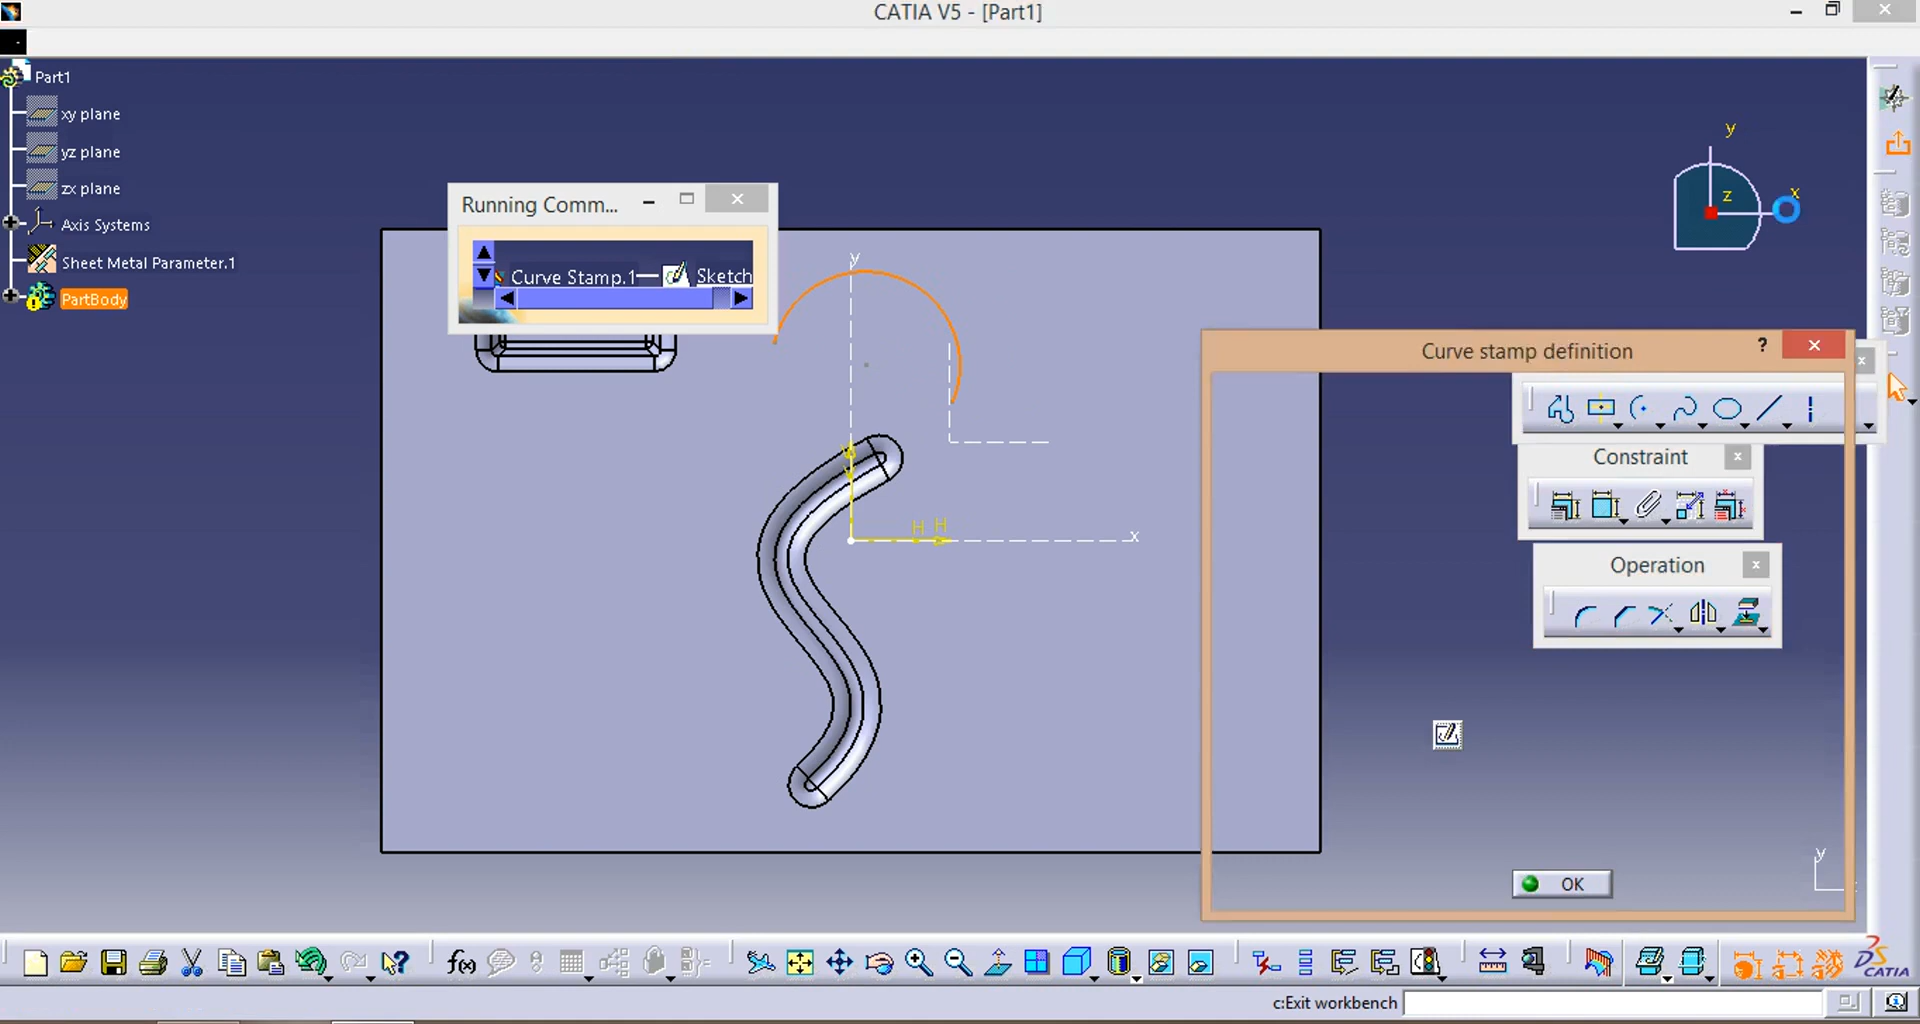 CATIA V5 - [Part1]
Part1
xy plane
yz plane
zx plane
Axis Systems
Sheet Metal Parameter.1
PartBody
Running Comm...
Curve Stamp.1
Sketch
y
x
z
y
H H
x
V
Curve stamp definition
?
Constraint
Operation
OK
y
f(x)
CATIA
c:Exit workbench